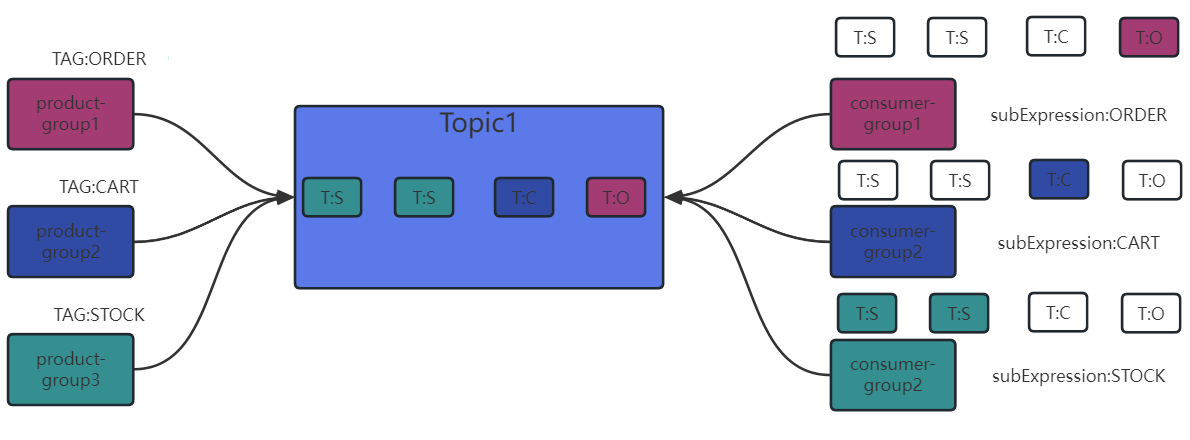 TAG:ORDER
product-
group1
TAG:CART
product-
group2
TAG:STOCK
product-
group3
Topic1
T:S
T:S
T:C
T:O
T:S
T:S
T:C
T:O
consumer-
group1
subExpression:ORDER
T:S
T:S
T:C
T:O
consumer-
group2
subExpression:CART
T:S
T:S
T:C
T:O
consumer-
group2
subExpression:STOCK